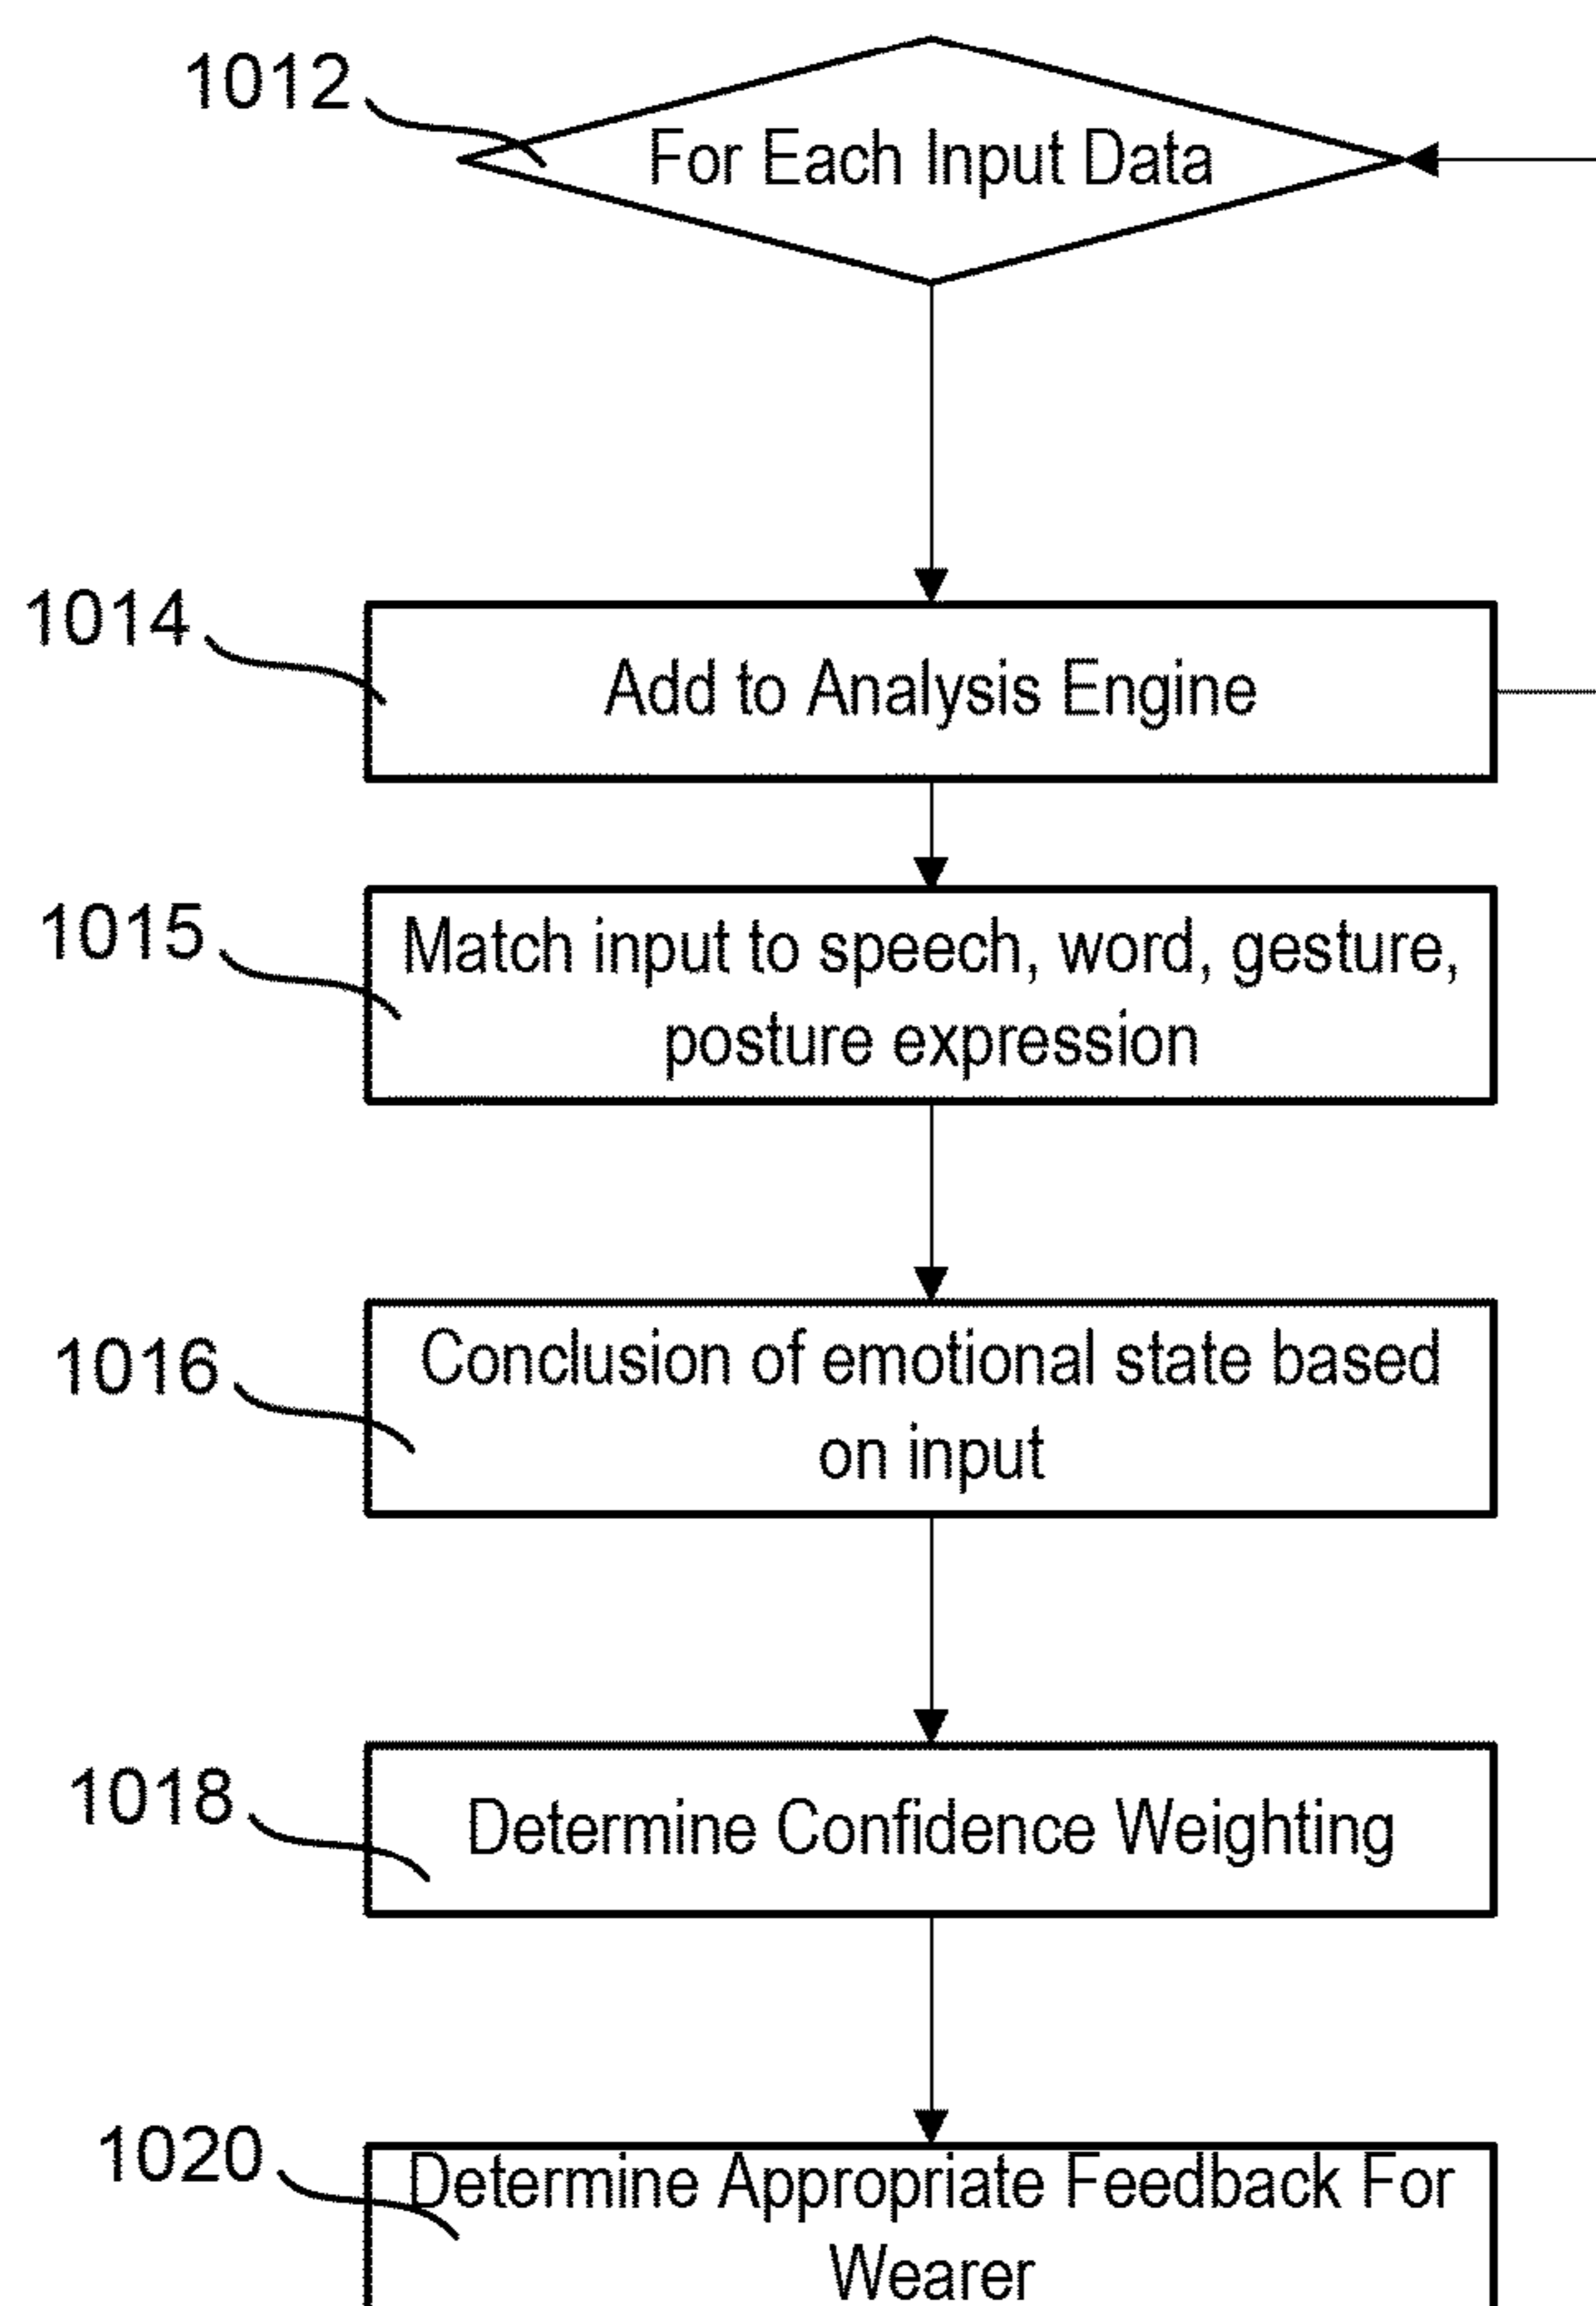 1012
For Each Input Data
1014
Add to Analysis Engine
1015
Match input to speech, word, gesture,
posture expression
1016
Conclusion of emotional state based
on input
1018
Determine Confidence Weighting
1020
Determine Appropriate Feedback For
Wearer